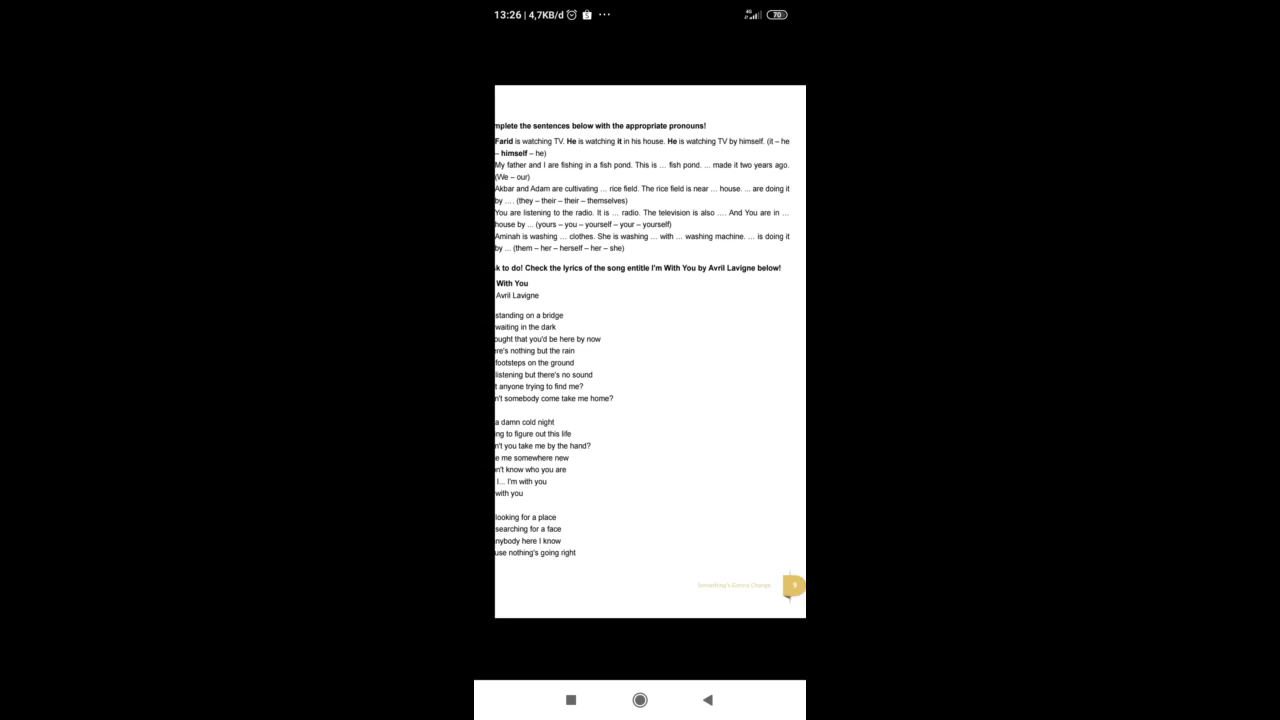 13:26 | 4,7KB/d ...
4G 70
mplete the sentences below with the appropriate pronouns!
Farid is watching TV. He is watching it in his house. He is watching TV by himself. (it – he
– himself – he)
My father and I are fishing in a fish pond. This is ... fish pond. ... made it two years ago.
(We – our)
Akbar and Adam are cultivating ... rice field. The rice field is near ... house. ... are doing it
by .... (they – their – their – themselves)
You are listening to the radio. It is ... radio. The television is also .... And You are in ...
house by ... (yours – you – yourself – your – yourself)
Aminah is washing ... clothes. She is washing ... with ... washing machine. ... is doing it
by ... (them – her – herself – her – she)
k to do! Check the lyrics of the song entitle I'm With You by Avril Lavigne below!
With You
Avril Lavigne
standing on a bridge
waiting in the dark
ought that you'd be here by now
ere's nothing but the rain
footsteps on the ground
listening but there's no sound
t anyone trying to find me?
n't somebody come take me home?
a damn cold night
ing to figure out this life
n't you take me by the hand?
e me somewhere new
on't know who you are
I... I'm with you
with you
looking for a place
searching for a face
nybody here I know
use nothing's going right
Something's Gonna Change
9